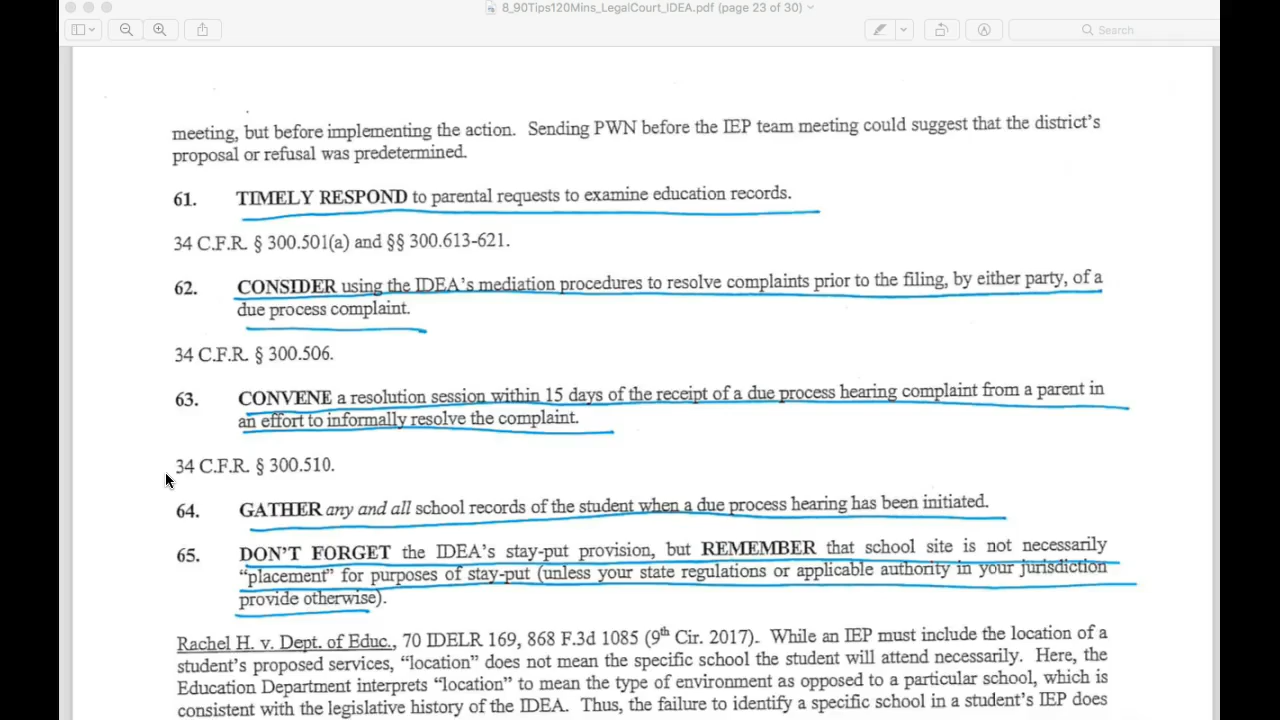 8_90Tips120Mins_LegalCourt_IDEA.pdf (page 23 of 30)
Search
meeting, but before implementing the action. Sending PWN before the IEP team meeting could suggest that the district's
proposal or refusal was predetermined.
61. TIMELY RESPOND to parental requests to examine education records.
34 C.F.R. § 300.501(a) and §§ 300.613-621.
62. CONSIDER using the IDEA's mediation procedures to resolve complaints prior to the filing, by either party, of a
due process complaint.
34 C.F.R. § 300.506.
63. CONVENE a resolution session within 15 days of the receipt of a due process hearing complaint from a parent in
an effort to informally resolve the complaint.
34 C.F.R. § 300.510.
64. GATHER any and all school records of the student when a due process hearing has been initiated.
65. DON'T FORGET the IDEA's stay-put provision, but REMEMBER that school site is not necessarily
"placement" for purposes of stay-put (unless your state regulations or applicable authority in your jurisdiction
provide otherwise).
Rachel H. v. Dept. of Educ., 70 IDELR 169, 868 F.3d 1085 (9th Cir. 2017). While an IEP must include the location of a
student's proposed services, "location" does not mean the specific school the student will attend necessarily. Here, the
Education Department interprets "location" to mean the type of environment as opposed to a particular school, which is
consistent with the legislative history of the IDEA. Thus, the failure to identify a specific school in a student's IEP does